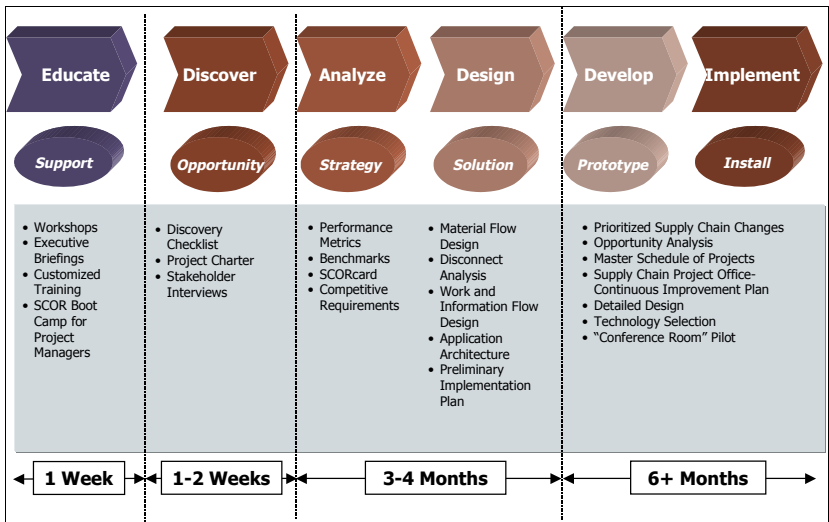 Educate
Discover
Analyze
Design
Develop
Implement
Support
Opportunity
Strategy
Solution
Prototype
Install
• Workshops
• Executive
Briefings
• Customized
Training
• SCOR Boot
Camp for
Project
Managers
• Discovery
Checklist
• Project Charter
• Stakeholder
Interviews
• Performance
Metrics
• Benchmarks
• SCORcard
• Competitive
Requirements
• Material Flow
Design
• Disconnect
Analysis
• Work and
Information Flow
Design
• Application
Architecture
• Preliminary
Implementation
Plan
• Prioritized Supply Chain Changes
• Opportunity Analysis
• Master Schedule of Projects
• Supply Chain Project Office-
Continuous Improvement Plan
• Detailed Design
• Technology Selection
• “Conference Room” Pilot
1 Week
1-2 Weeks
3-4 Months
6+ Months